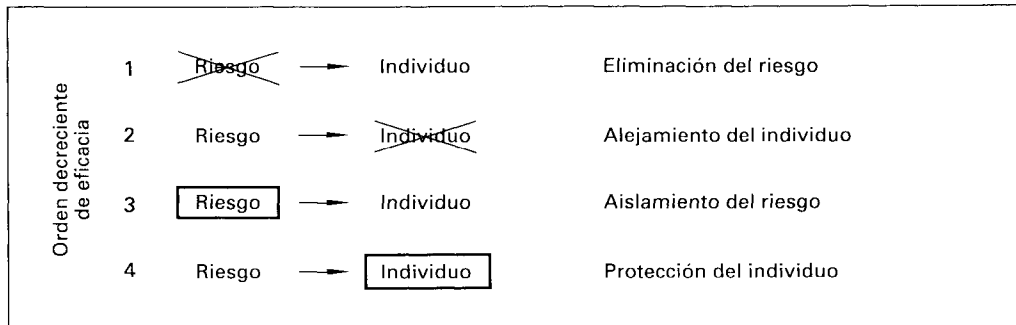 Orden decreciente
de eficacia
1 Riesgo Individuo Eliminación del riesgo
2 Riesgo Individuo Alejamiento del individuo
3 Riesgo Individuo Aislamiento del riesgo
4 Riesgo Individuo Protección del individuo